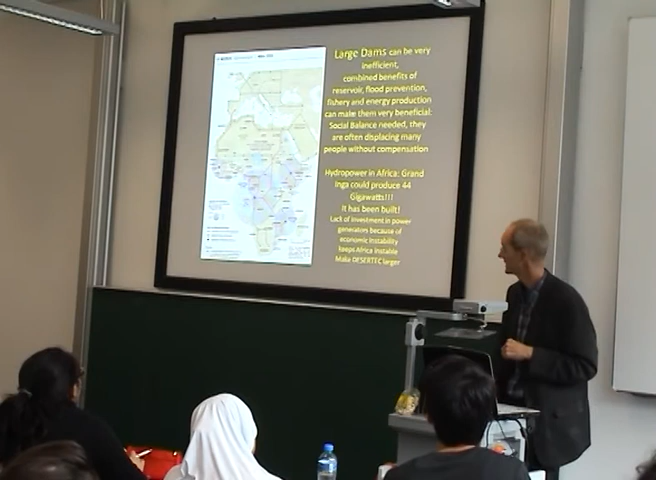 Large Dams can be very
inefficient,
combined benefits of
reservoir, flood prevention,
fishery and energy production
can make them very beneficial:
Social Balance needed, they
are often displacing many
people without compensation
Hydropower in Africa: Grand
Inga could produce 44
Gigawatts!!!
It has been built!
Lack of investment in power
generators because of
economic instability
keeps Africa instable
Make DESERTEC larger